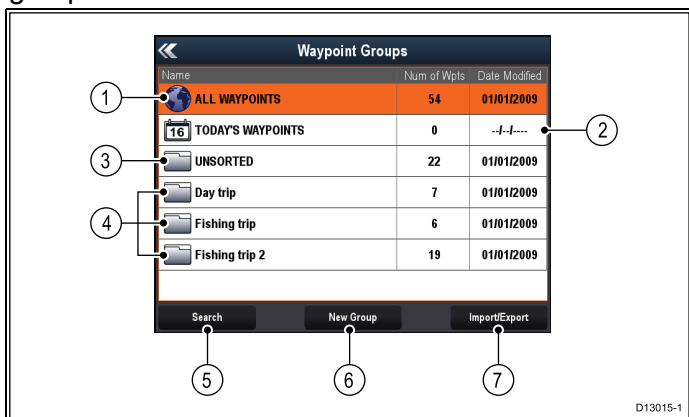 Waypoint Groups
Name Num of Wpts Date Modified
ALL WAYPOINTS 54 01/01/2009
16 TODAY'S WAYPOINTS 0 --/--/----
UNSORTED 22 01/01/2009
Day trip 7 01/01/2009
Fishing trip 6 01/01/2009
Fishing trip 2 19 01/01/2009
Search New Group Import/Export
1
2
3
4
5 6 7
D13015-1